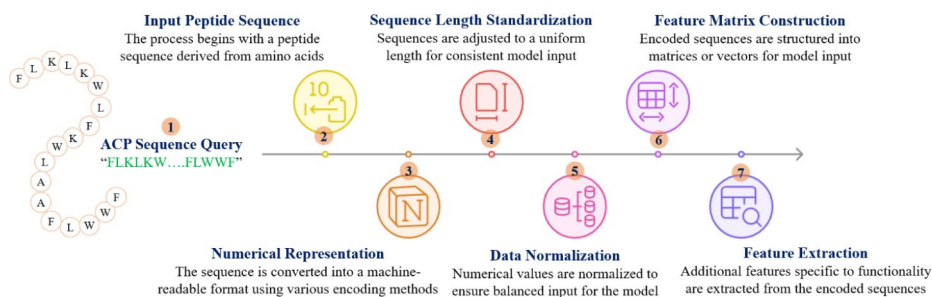 Input Peptide Sequence
The process begins with a peptide
sequence derived from amino acids
Sequence Length Standardization
Sequences are adjusted to a uniform
length for consistent model input
Feature Matrix Construction
Encoded sequences are structured into
matrices or vectors for model input
F
L
K
L
K
W
L
F
K
W
L
A
A
F
L
W
W
F
1
ACP Sequence Query
“FLKLKW….FLWWF”
10
2
3
N
4
5
6
7
Numerical Representation
The sequence is converted into a machine-
readable format using various encoding methods
Data Normalization
Numerical values are normalized to
ensure balanced input for the model
Feature Extraction
Additional features specific to functionality
are extracted from the encoded sequences